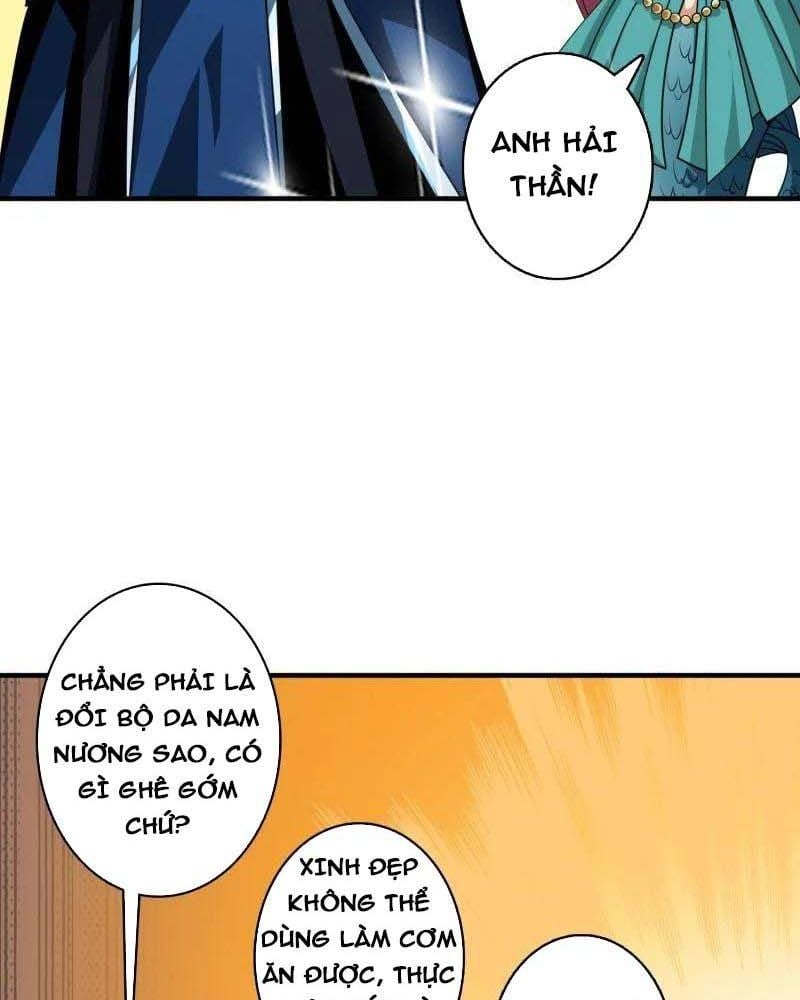 ANH HẢI
THẦN!
CHẲNG PHẢI LÀ
ĐỔI BỘ DA NAM
NƯƠNG SAO, CÓ
GÌ GHÊ GỚM
CHỨ?
XINH ĐẸP
KHÔNG THỂ
DÙNG LÀM CƠM
ĂN ĐƯỢC, THỰC